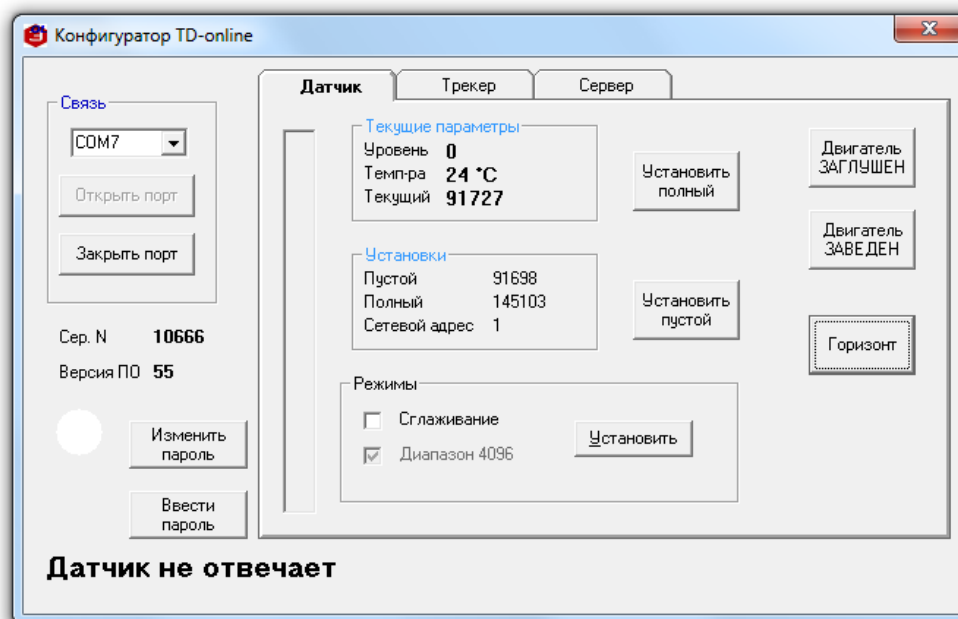 Конфигуратор TD-online
Датчик
Трекер
Сервер
Связь
COM7
Открыть порт
Закрыть порт
Сер. N 10666
Версия ПО 55
Изменить
пароль
Ввести
пароль
Текущие параметры
Уровень 0
Темп-ра 24 °C
Текущий 91727
Установить
полный
Установки
Пустой 91698
Полный 145103
Сетевой адрес 1
Установить
пустой
Режимы
Сглаживание
Диапазон 4096
Установить
Двигатель
ЗАГЛУШЕН
Двигатель
ЗАВЕДЕН
Горизонт
Датчик не отвечает